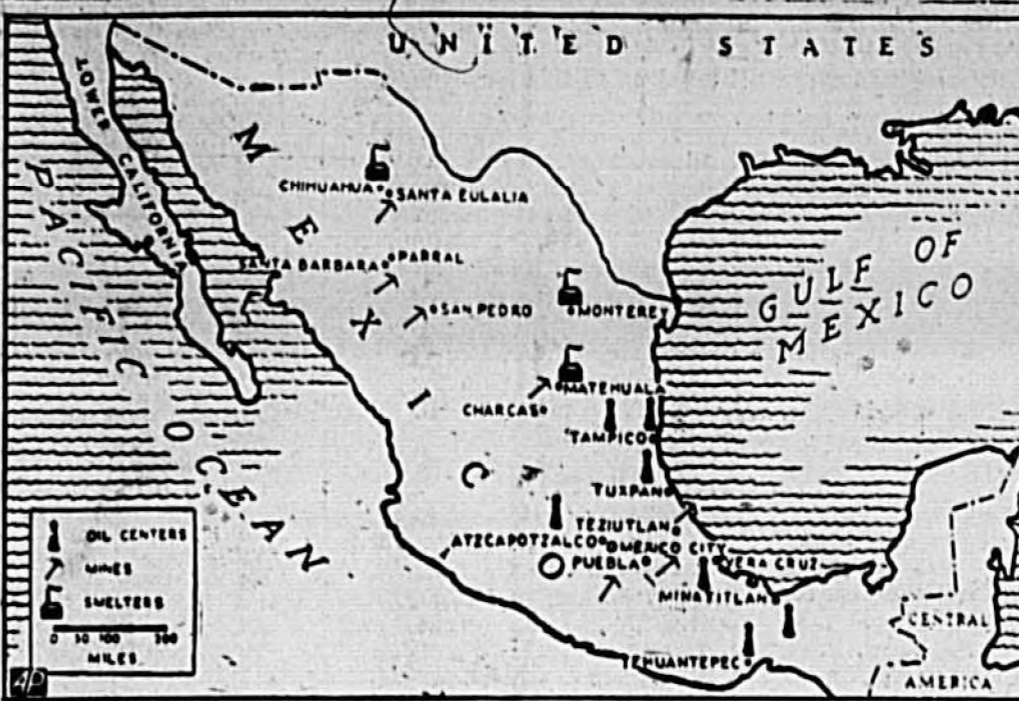 UNITED STATES
LOWER CALIFORNIA
MEXICO
PACIFIC OCEAN
GULF OF MEXICO
CHIHUAHUA
SANTA EULALIA
SANTA BARBARA
PARRAL
SAN PEDRO
MONTEREY
MATEHUALA
CHARCAS
TAMPICO
TUXPAN
TEZIUTLAN
ATZCAPOTZALCO
MEXICO CITY
PUEBLA
VERA CRUZ
MINATITLAN
TEHUANTEPEC
CENTRAL AMERICA
OIL CENTERS
MINES
SMELTERS
0 50 100 200
MILES
AP